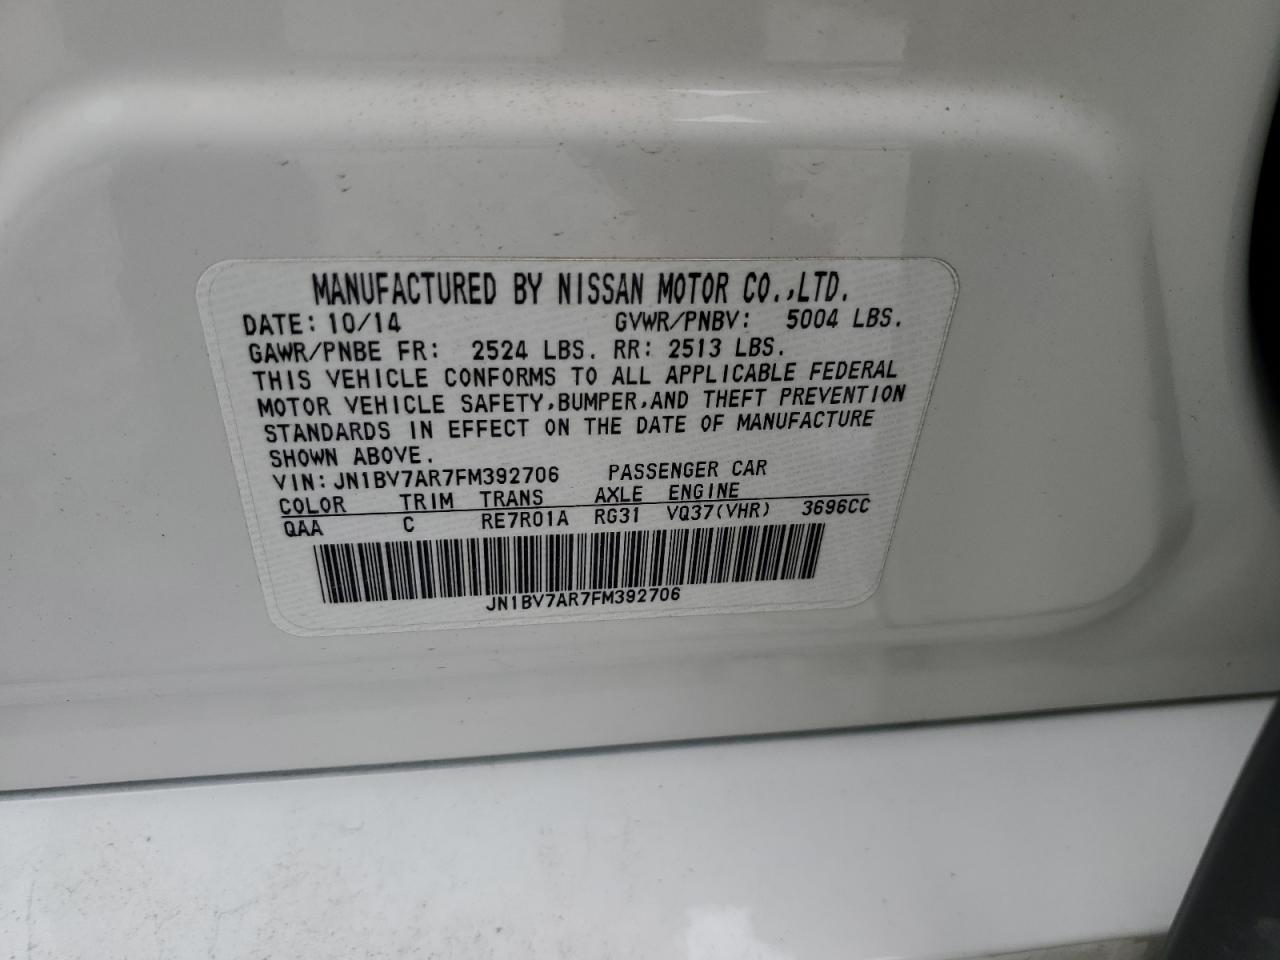 MANUFACTURED BY NISSAN MOTOR CO.,LTD.
DATE: 10/14 GVWR/PNBV: 5004 LBS.
GAWR/PNBE FR: 2524 LBS. RR: 2513 LBS.
THIS VEHICLE CONFORMS TO ALL APPLICABLE FEDERAL
MOTOR VEHICLE SAFETY,BUMPER,AND THEFT PREVENTION
STANDARDS IN EFFECT ON THE DATE OF MANUFACTURE
SHOWN ABOVE.
VIN: JN1BV7AR7FM392706 PASSENGER CAR
COLOR TRIM TRANS AXLE ENGINE
QAA C RE7R01A RG31 VQ37(VHR) 3696CC
JN1BV7AR7FM392706